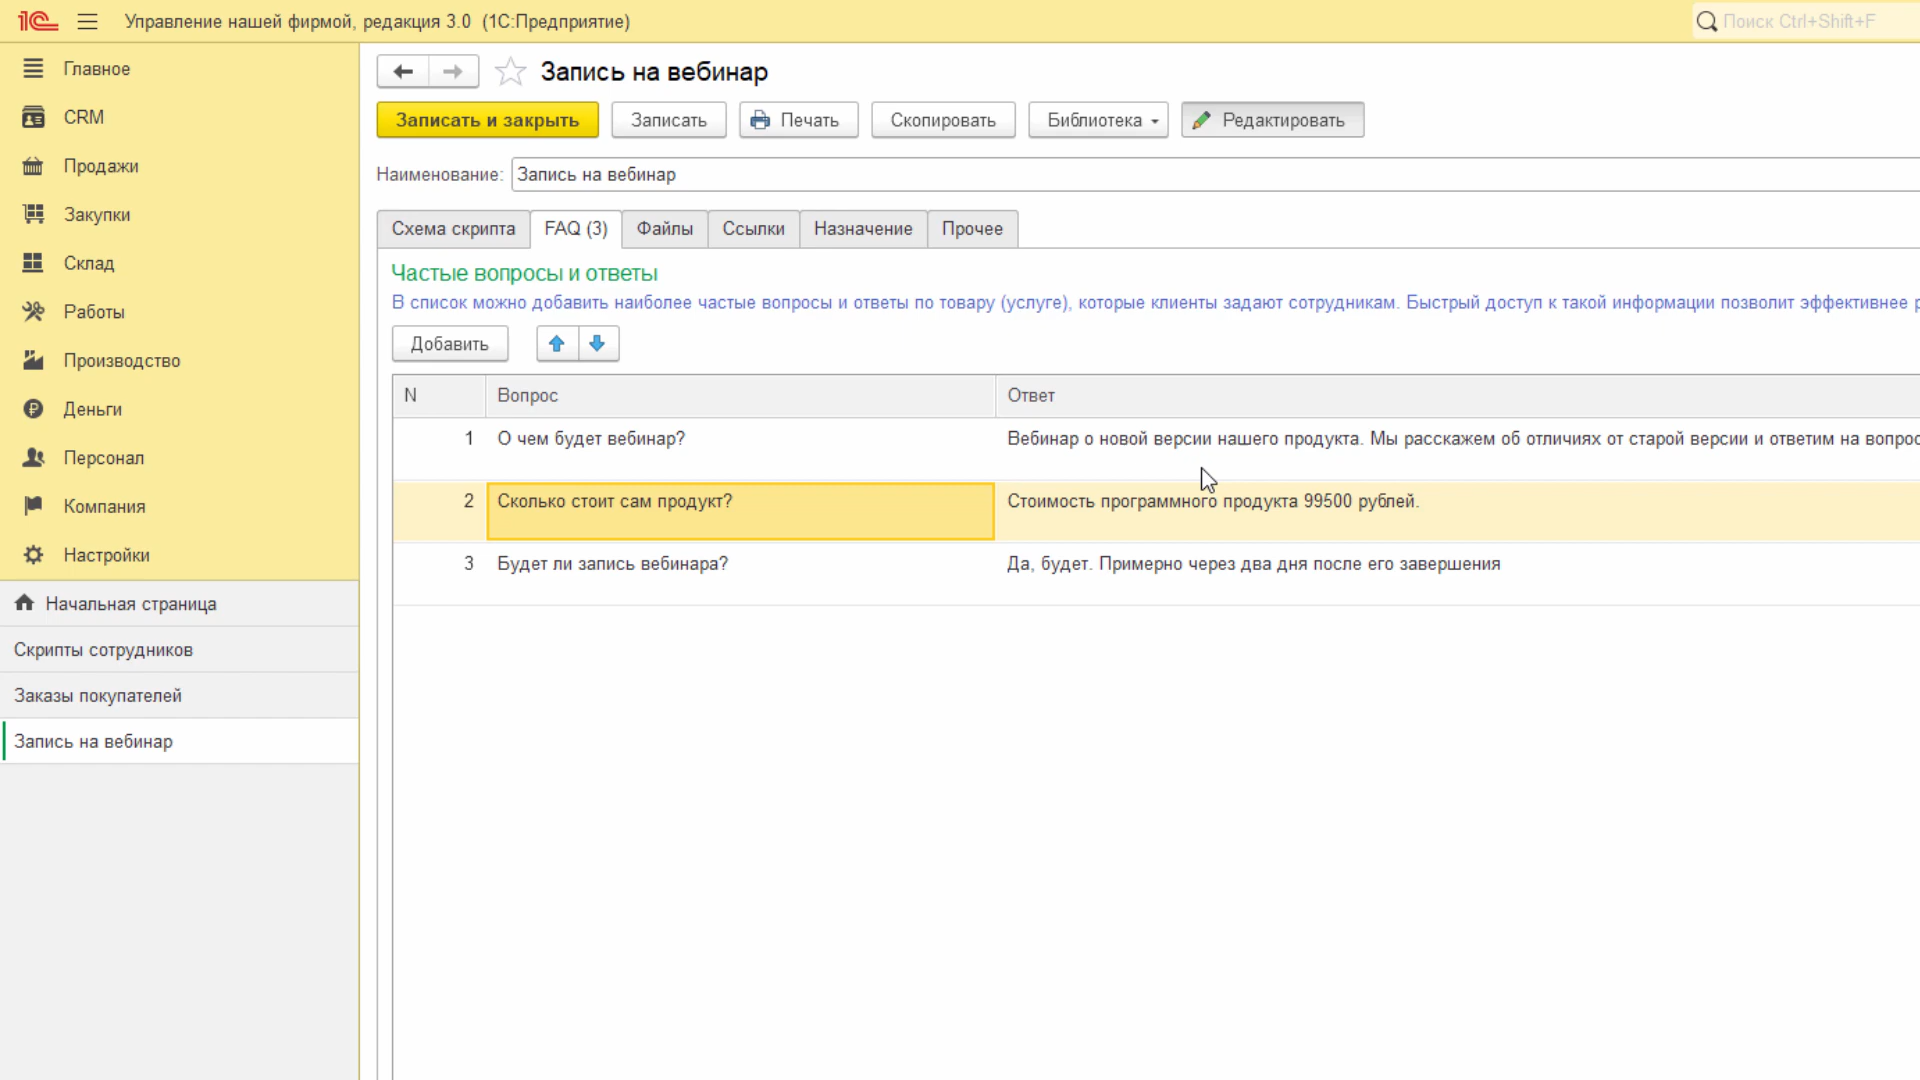 1С Управление нашей фирмой, редакция 3.0 (1С:Предприятие) Поиск Ctrl+Shift+F
Главное
CRM
Продажи
Закупки
Склад
Работы
Производство
Деньги
Персонал
Компания
Настройки
Начальная страница
Скрипты сотрудников
Заказы покупателей
Запись на вебинар
Запись на вебинар
Записать и закрыть Записать Печать Скопировать Библиотека Редактировать
Наименование: Запись на вебинар
Схема скрипта FAQ (3) Файлы Ссылки Назначение Прочее
Частые вопросы и ответы
В список можно добавить наиболее частые вопросы и ответы по товару (услуге), которые клиенты задают сотрудникам. Быстрый доступ к такой информации позволит эффективнее
Добавить
N Вопрос Ответ
1 О чем будет вебинар? Вебинар о новой версии нашего продукта. Мы расскажем об отличиях от старой версии и ответим на
2 Сколько стоит сам продукт? Стоимость программного продукта 99500 рублей.
3 Будет ли запись вебинара? Да, будет. Примерно через два дня после его завершения